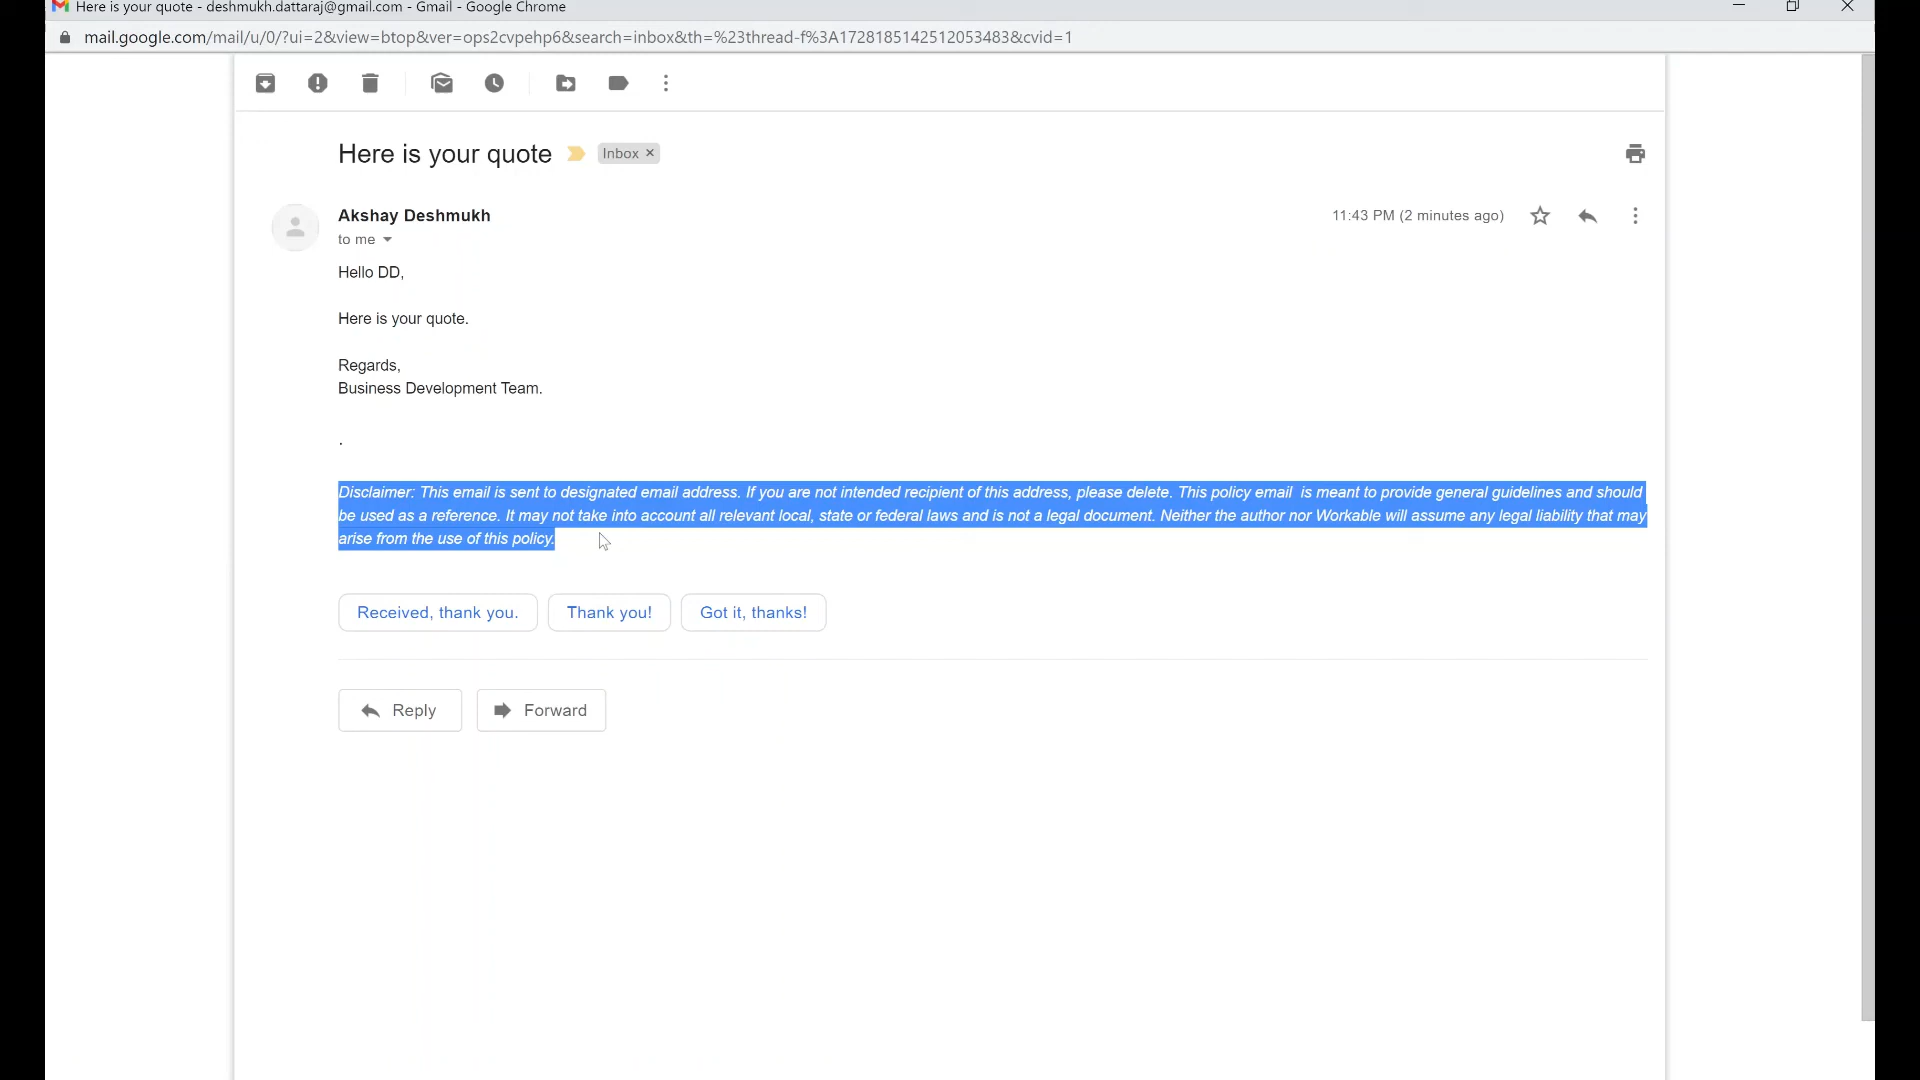 Here is your quote - deshmukh.dattaraj@gmail.com - Gmail - Google Chrome
mail.google.com/mail/u/0/?ui=2&view=btop&ver=ops2cvpehp6&search=inbox&th=%23thread-f%3A1728185142512053483&cvid=1
Here is your quote Inbox ×
Akshay Deshmukh 11:43 PM (2 minutes ago)
to me
Hello DD,
Here is your quote.
Regards,
Business Development Team.
.
Disclaimer: This email is sent to designated email address. If you are not intended recipient of this address, please delete. This policy email  is meant to provide general guidelines and should
be used as a reference. It may not take into account all relevant local, state or federal laws and is not a legal document. Neither the author nor Workable will assume any legal liability that may
arise from the use of this policy.
Received, thank you. Thank you! Got it, thanks!
Reply Forward